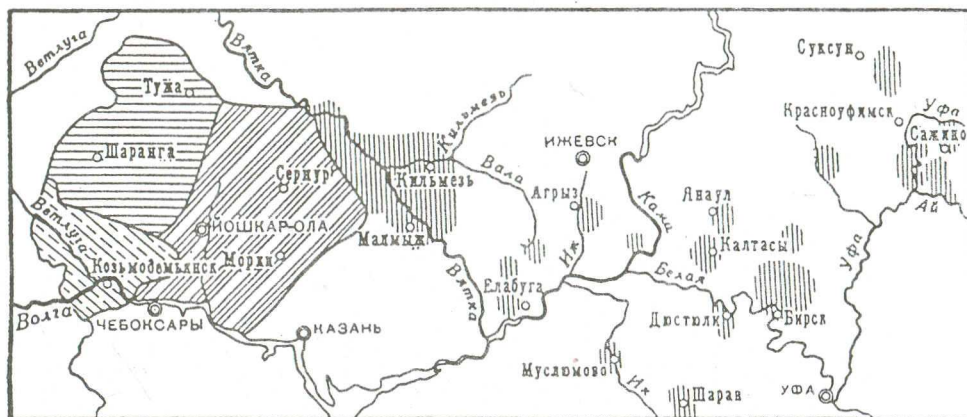 Ветлуга
Вятка
Суксун
Тужа
Красноуфимск
Уфа
Сажино
Шаранга
Кильмезь
ИЖЕВСК
Сернур
Кильмезь
Вала
Агрыз
Кама
Янаул
Ай
Ветлуга
ЙОШКАР-ОЛА
Малмыж
Иж
Калтасы
Уфа
Козьмодемьянск
Морки
Белая
Волга
ЧЕБОКСАРЫ
Вятка
Елабуга
КАЗАНЬ
Дюстюли
Бирск
Муслюмово
Ик
Шаран
УФА